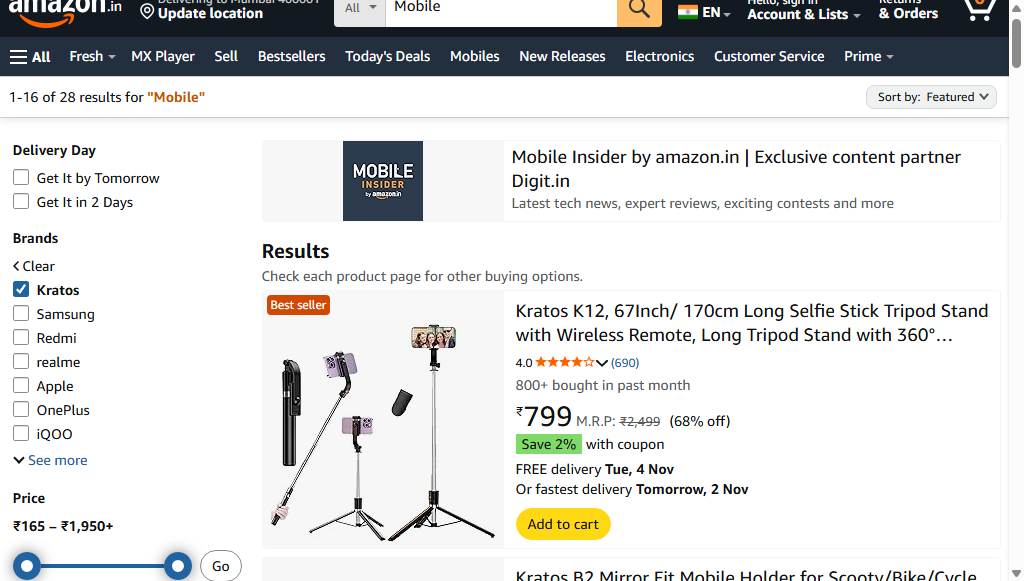 amazon.in
Update location
All
Mobile
EN
Hello, sign in
Account & Lists
Returns
& Orders
All
Fresh
MX Player
Sell
Bestsellers
Today's Deals
Mobiles
New Releases
Electronics
Customer Service
Prime
1-16 of 28 results for "Mobile"
Sort by: Featured
Delivery Day
Get It by Tomorrow
Get It in 2 Days
Brands
Clear
Kratos
Samsung
Redmi
realme
Apple
OnePlus
iQOO
See more
Price
₹165 – ₹1,950+
Go
MOBILE
INSIDER
by amazon.in
Mobile Insider by amazon.in | Exclusive content partner
Digit.in
Latest tech news, expert reviews, exciting contests and more
Results
Check each product page for other buying options.
Best seller
Kratos K12, 67Inch/ 170cm Long Selfie Stick Tripod Stand
with Wireless Remote, Long Tripod Stand with 360°…
4.0 (690)
800+ bought in past month
₹799 M.R.P: ₹2,499 (68% off)
Save 2% with coupon
FREE delivery Tue, 4 Nov
Or fastest delivery Tomorrow, 2 Nov
Add to cart
Kratos B2 Mirror Fit Mobile Holder for Scooty/Bike/Cycle